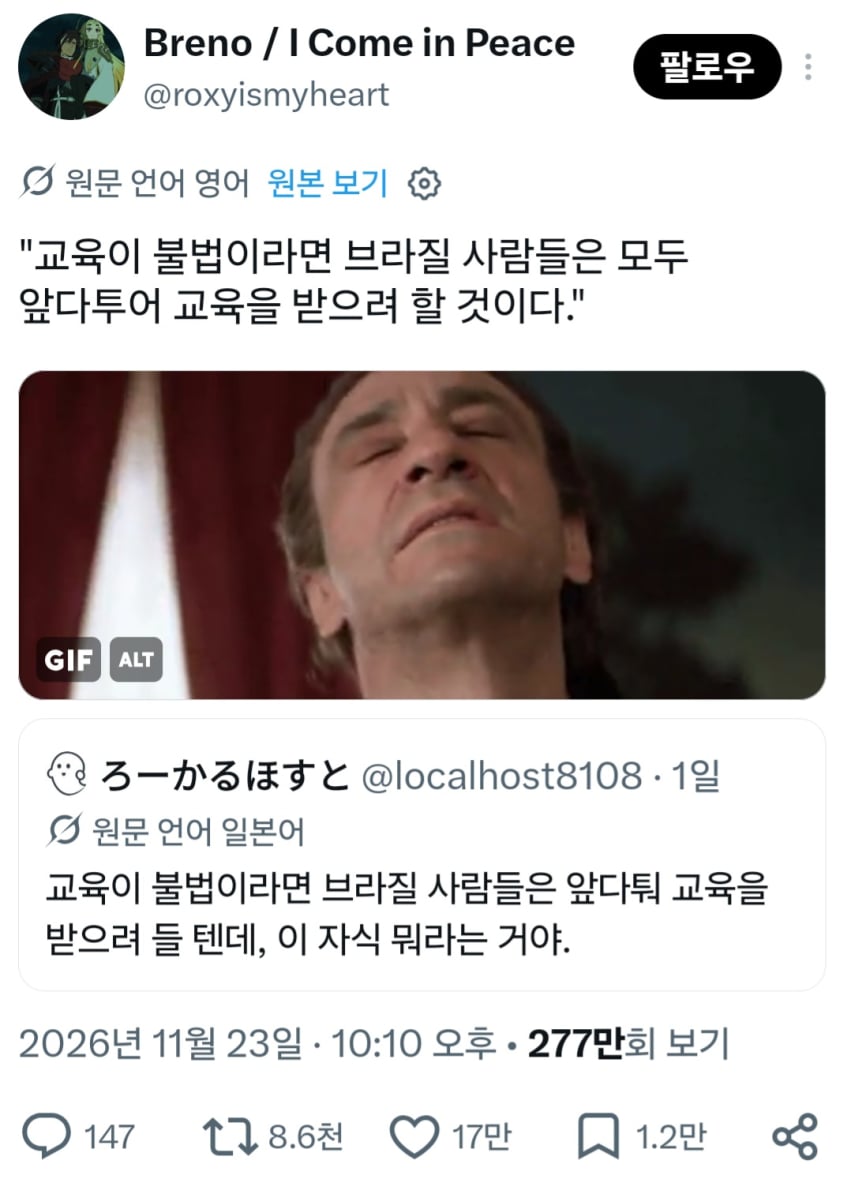 Breno / I Come in Peace
팔로우
@roxyismyheart
원문 언어 영어 원본 보기
"교육이 불법이라면 브라질 사람들은 모두
앞다투어 교육을 받으려 할 것이다."
GIF ALT
ろーかるほすと @localhost8108 · 1일
원문 언어 일본어
교육이 불법이라면 브라질 사람들은 앞다퉈 교육을
받으려 들 텐데, 이 자식 뭐라는 거야.
2026년 11월 23일 · 10:10 오후 • 277만회 보기
147 8.6천 17만 1.2만